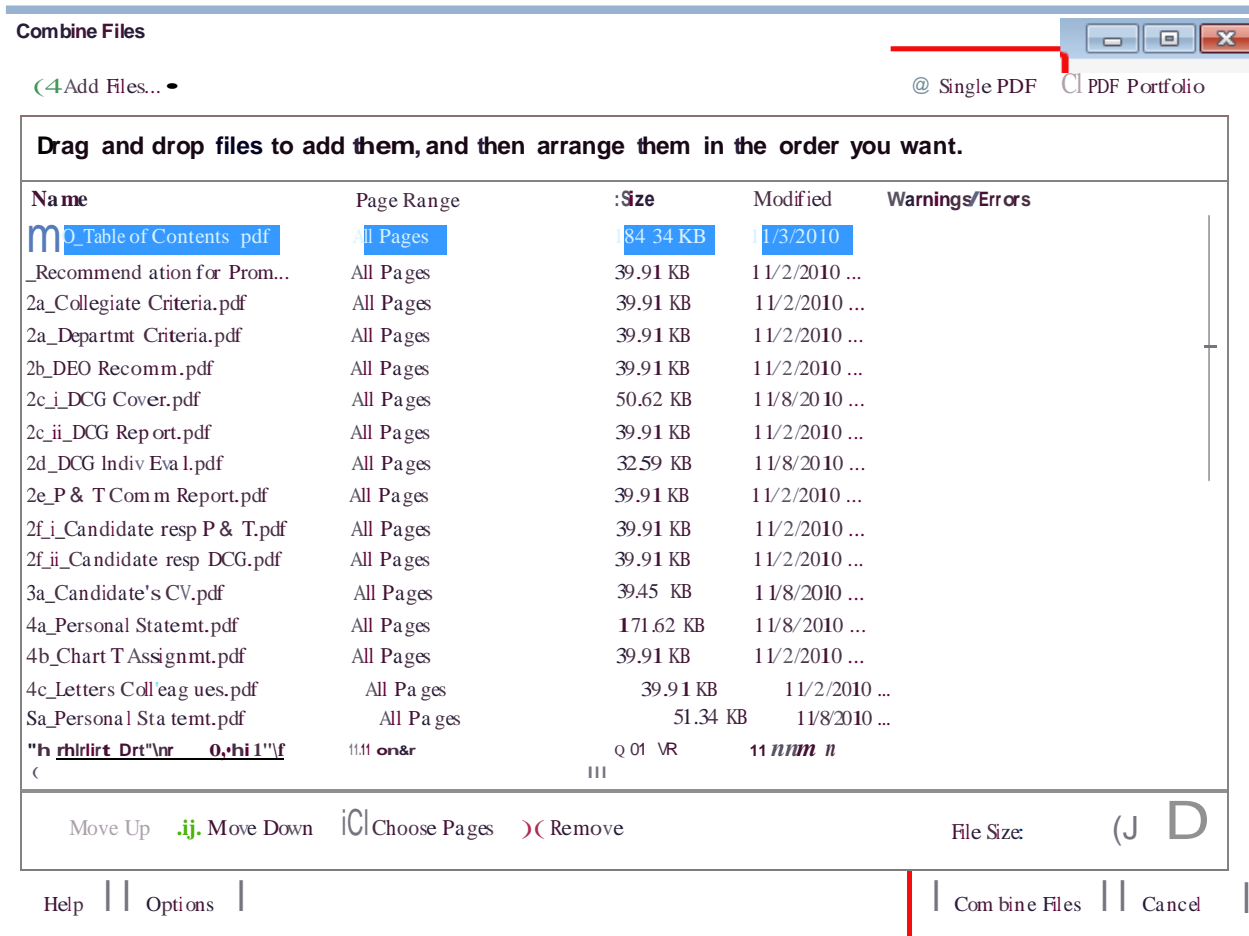 Combine Files
(4 Add Files... •
@ Single PDF Cl PDF Portfolio
Drag and drop files to add them, and then arrange them in the order you want.
Name Page Range :Size Modified Warnings/Errors
m O_Table of Contents pdf All Pages 184 34 KB 11/3/2010
_Recommend ation for Prom... All Pages 39.91 KB 11/2/2010 ...
2a_Collegiate Criteria.pdf All Pages 39.91 KB 11/2/2010 ...
2a_Departmt Criteria.pdf All Pages 39.91 KB 11/2/2010 ...
2b_DEO Recomm.pdf All Pages 39.91 KB 11/2/2010 ...
2c_i_DCG Cover.pdf All Pages 50.62 KB 11/8/2010 ...
2c_ii_DCG Rep ort.pdf All Pages 39.91 KB 11/2/2010 ...
2d_DCG lndiv Eva l.pdf All Pages 32.59 KB 11/8/2010 ...
2e_P & T Com m Report.pdf All Pages 39.91 KB 11/2/2010 ...
2f_i_Candidate resp P & T.pdf All Pages 39.91 KB 11/2/2010 ...
2f_ii_Candidate resp DCG.pdf All Pages 39.91 KB 11/2/2010 ...
3a_Candidate's CV.pdf All Pages 39.45 KB 11/8/2010 ...
4a_Personal Statemt.pdf All Pages 171.62 KB 11/8/2010 ...
4b_Chart T Assignmt.pdf All Pages 39.91 KB 11/2/2010 ...
4c_Letters Coll'eag ues.pdf All Pages 39.91 KB 11/2/2010 ...
Sa_Personal Sta temt.pdf All Pages 51.34 KB 11/8/2010 ...
( III
Move Up .ij. Move Down iCl Choose Pages )( Remove File Size: (J D
Help | | Options | | Com bine Files | | Cancel |